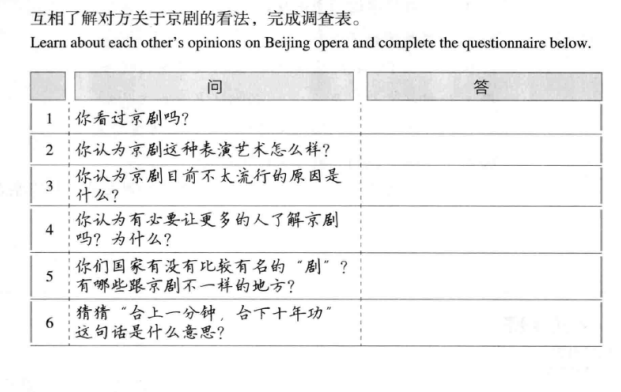 互相了解对方关于京剧的看法，完成调查表。
Learn about each other's opinions on Beijing opera and complete the questionnaire below.
问 答
1 你看过京剧吗？
2 你认为京剧这种表演艺术怎么样？
3 你认为京剧目前不太流行的原因是
什么？
4 你认为有必要让更多的人了解京剧
吗？为什么？
5 你们国家有没有比较有名的“剧”？
有哪些跟京剧不一样的地方？
6 猜猜“台上一分钟，台下十年功”
这句话是什么意思？